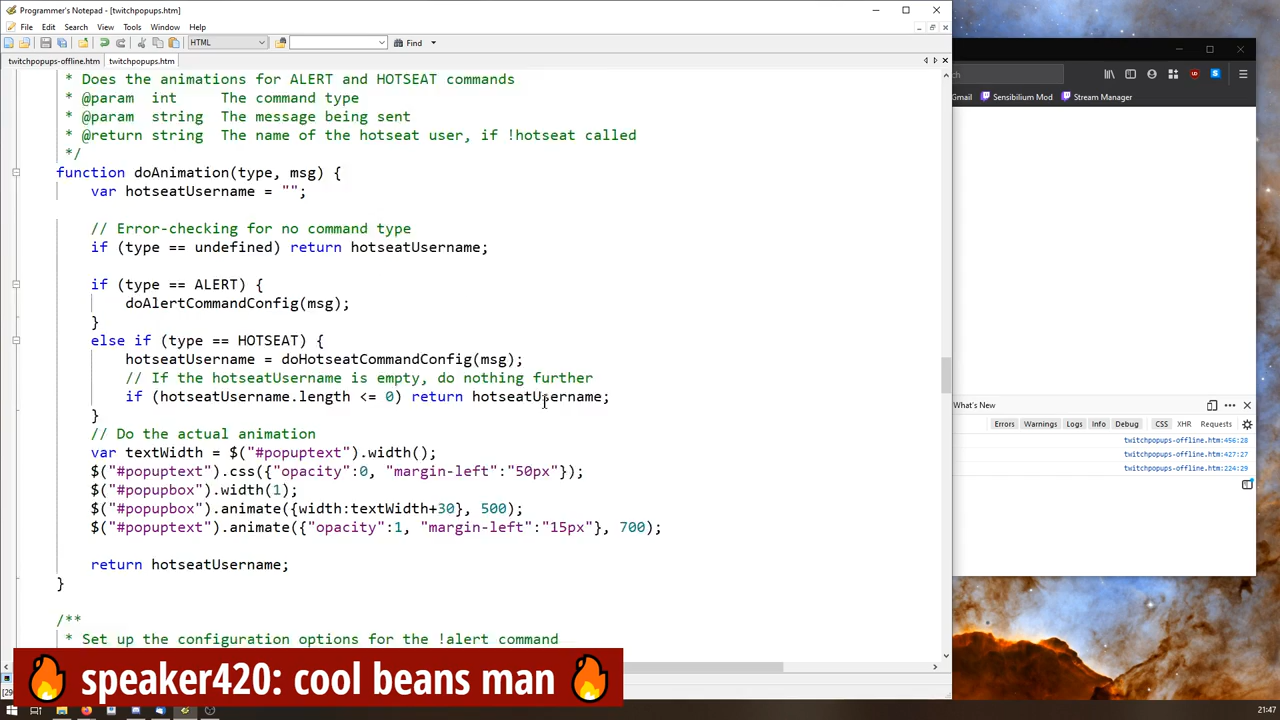 Programmer's Notepad - [twitchpopups.htm]
File Edit Search View Tools Window Help
HTML
Find
twitchpopups-offline.htm twitchpopups.htm
* Does the animations for ALERT and HOTSEAT commands
* @param int The command type
* @param string The message being sent
* @return string The name of the hotseat user, if !hotseat called
*/
function doAnimation(type, msg) {
var hotseatUsername = "";
// Error-checking for no command type
if (type == undefined) return hotseatUsername;
if (type == ALERT) {
doAlertCommandConfig(msg);
}
else if (type == HOTSEAT) {
hotseatUsername = doHotseatCommandConfig(msg);
// If the hotseatUsername is empty, do nothing further
if (hotseatUsername.length <= 0) return hotseatUsername;
}
// Do the actual animation
var textWidth = $("#popuptext").width();
$("#popuptext").css({"opacity":0, "margin-left":"50px"});
$("#popupbox").width(1);
$("#popupbox").animate({width:textWidth+30}, 500);
$("#popuptext").animate({"opacity":1, "margin-left":"15px"}, 700);
return hotseatUsername;
}
/**
* Set up the configuration options for the !alert command
ch
Gmail Sensibilium Mod Stream Manager
What's New
Errors Warnings Logs Info Debug CSS XHR Requests
twitchpopups-offline.htm:456:28
twitchpopups-offline.htm:427:27
twitchpopups-offline.htm:224:29
🔥 speaker420: cool beans man 🔥
21:47